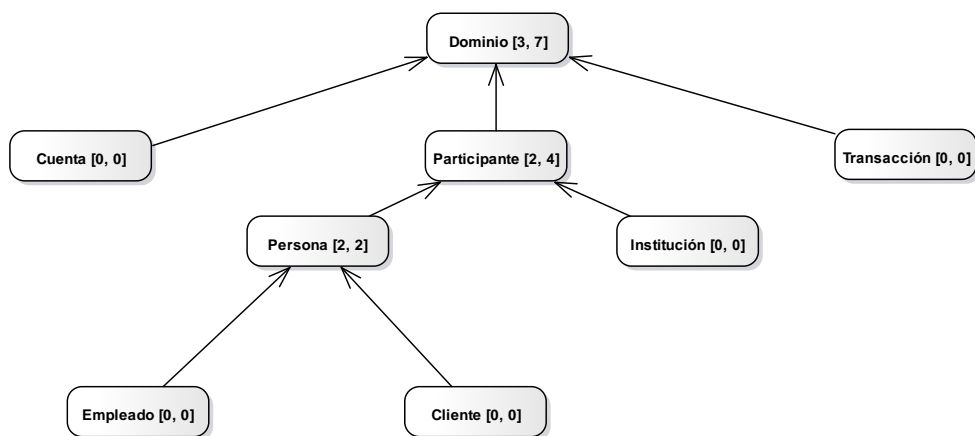 Dominio [3, 7]
Cuenta [0, 0]
Participante [2, 4]
Transacción [0, 0]
Persona [2, 2]
Institución [0, 0]
Empleado [0, 0]
Cliente [0, 0]